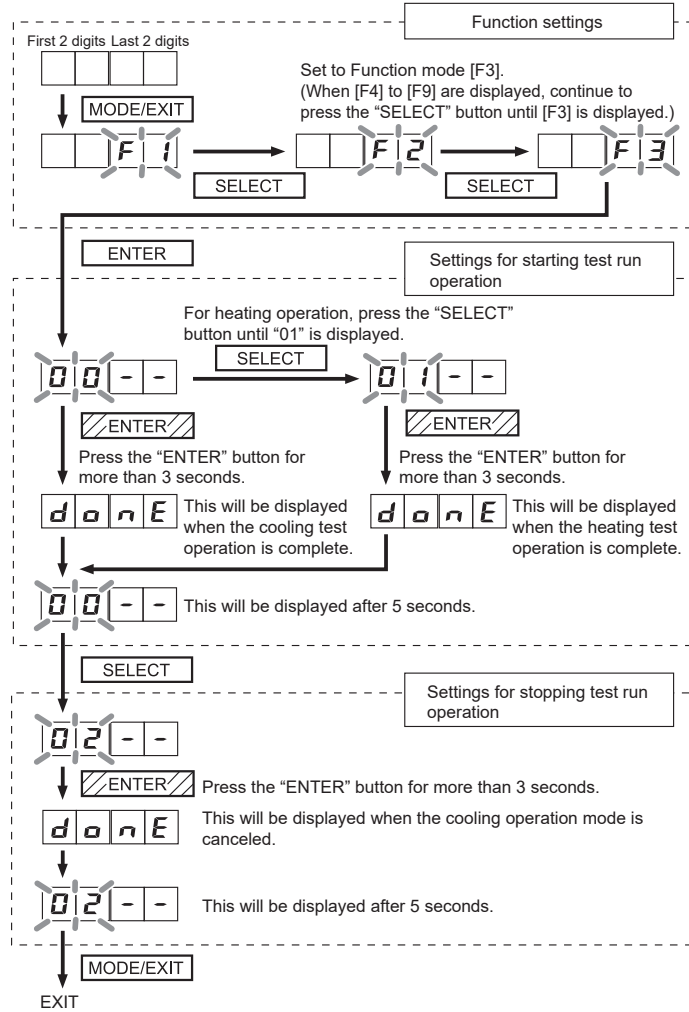 Function settings
First 2 digits Last 2 digits
Set to Function mode [F3].
(When [F4] to [F9] are displayed, continue to
press the “SELECT” button until [F3] is displayed.)
MODE/EXIT
F 1
F 2
F 3
SELECT
SELECT
ENTER
Settings for starting test run
operation
For heating operation, press the “SELECT”
button until “01” is displayed.
SELECT
0 0 - -
0 1 - -
ENTER
ENTER
Press the “ENTER” button for
more than 3 seconds.
Press the “ENTER” button for
more than 3 seconds.
d o n E
This will be displayed
when the cooling test
operation is complete.
d o n E
This will be displayed
when the heating test
operation is complete.
0 0 - -
This will be displayed after 5 seconds.
SELECT
Settings for stopping test run
operation
0 2 - -
ENTER
Press the “ENTER” button for more than 3 seconds.
d o n E
This will be displayed when the cooling operation mode is
canceled.
0 2 - -
This will be displayed after 5 seconds.
MODE/EXIT
EXIT